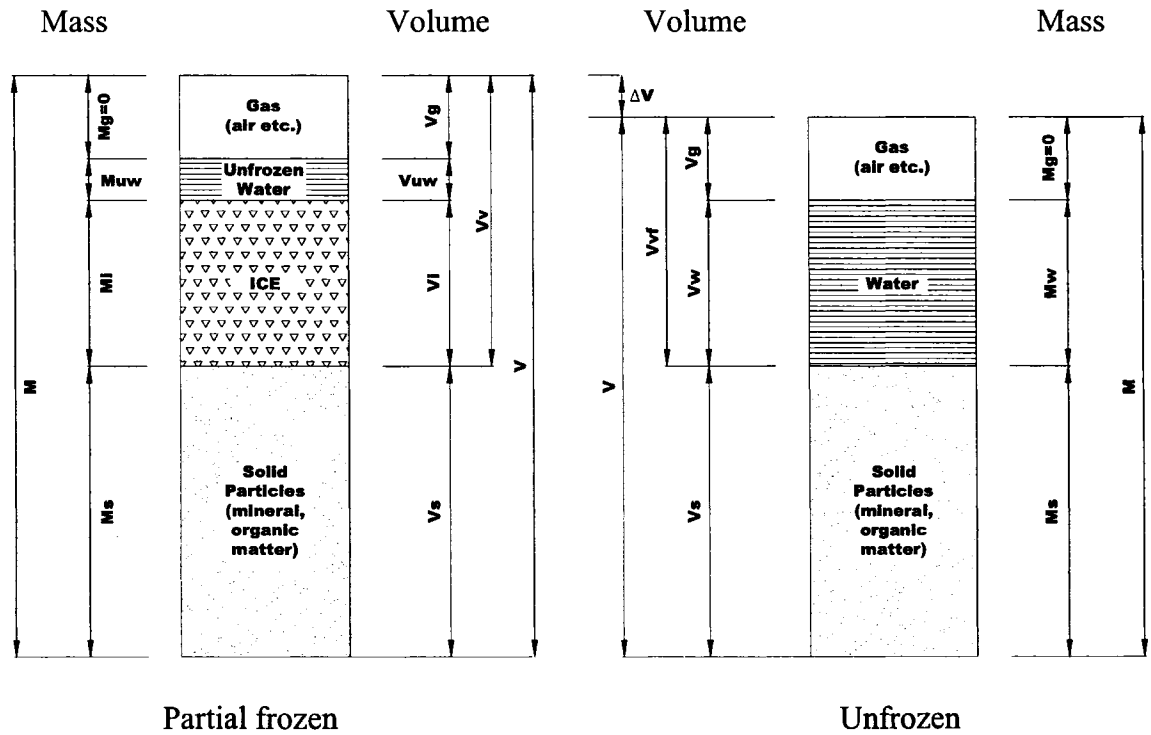 Mass
Volume
Volume
Mass
Mg=0
Muw
Mi
Ms
M
Gas
(air etc.)
Unfrozen
Water
ICE
Solid
Particles
(mineral,
organic
matter)
Vg
Vuw
Vi
Vs
Vv
V
ΔV
V
Vvf
Vg
Vw
Vs
Gas
(air etc.)
Water
Solid
Particles
(mineral,
organic
matter)
Mg=0
Mw
Ms
M
Partial frozen
Unfrozen